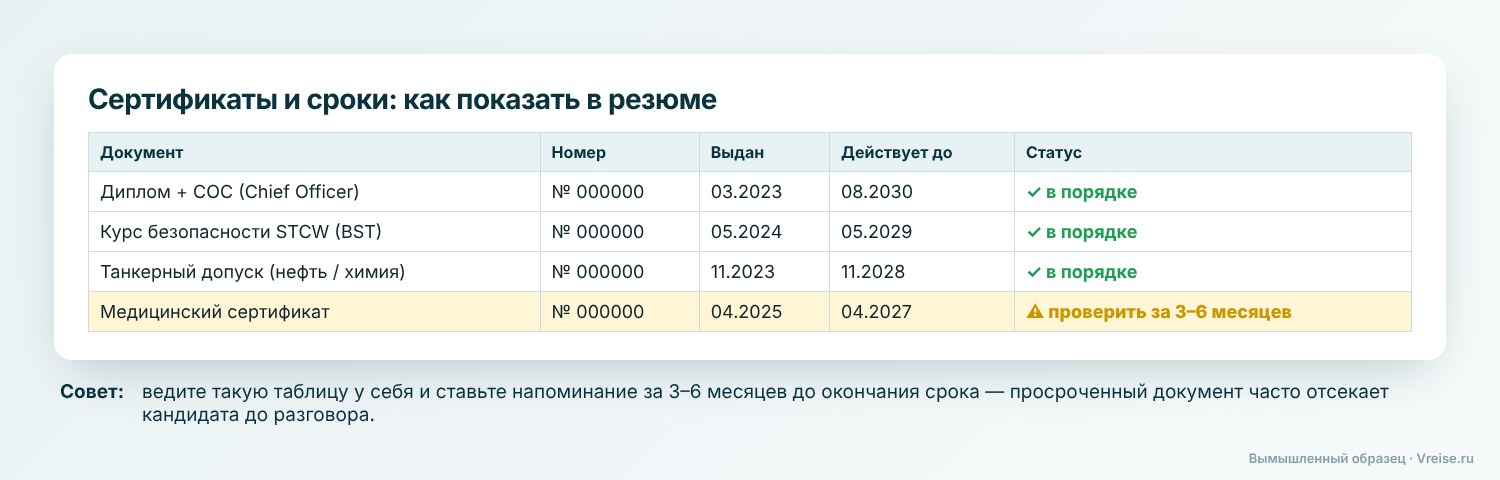 Сертификаты и сроки: как показать в резюме
Документ Номер Выдан Действует до Статус
Диплом + COC (Chief Officer) № 000000 03.2023 08.2030 ✓ в порядке
Курс безопасности STCW (BST) № 000000 05.2024 05.2029 ✓ в порядке
Танкерный допуск (нефть / химия) № 000000 11.2023 11.2028 ✓ в порядке
Медицинский сертификат № 000000 04.2025 04.2027 ⚠ проверить за 3–6 месяцев
Совет: ведите такую таблицу у себя и ставьте напоминание за 3–6 месяцев до окончания срока — просроченный документ часто отсекает
кандидата до разговора.
Вымышленный образец · Vreise.ru